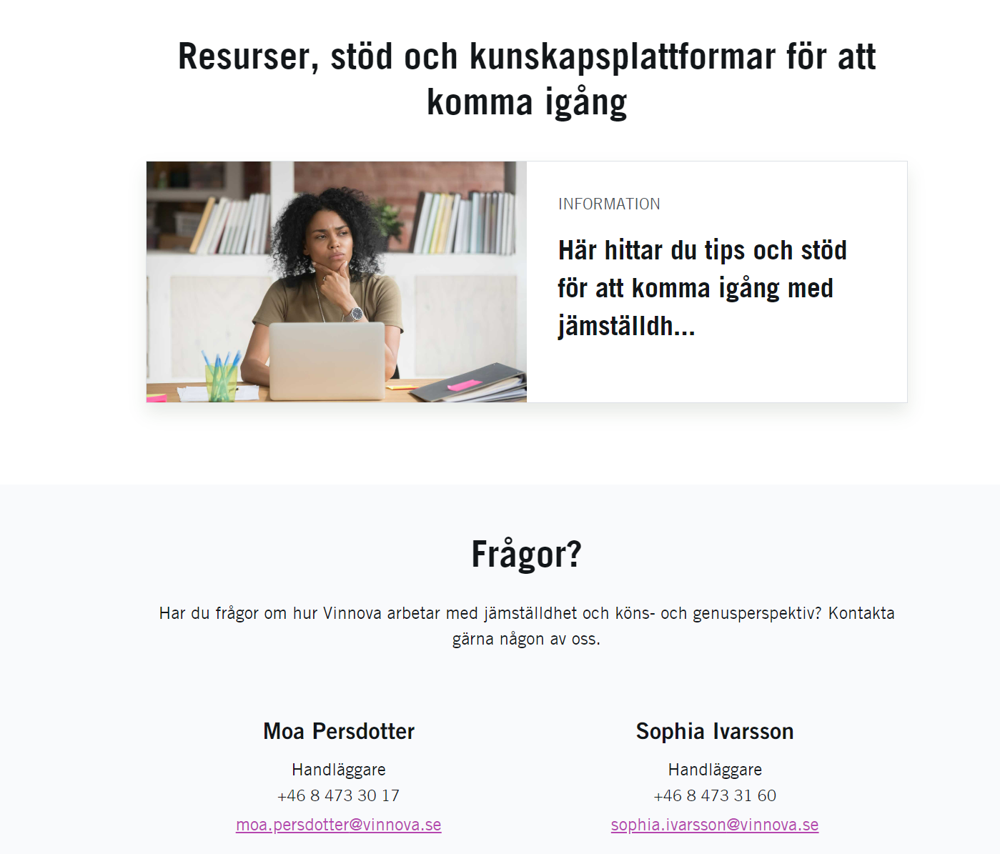 Resurser, stöd och kunskapsplattformar för att
komma igång
INFORMATION
Här hittar du tips och stöd
för att komma igång med
jämställdh...
Frågor?
Har du frågor om hur Vinnova arbetar med jämställdhet och köns- och genusperspektiv? Kontakta
gärna någon av oss.
Moa Persdotter
Handläggare
+46 8 473 30 17
moa.persdotter@vinnova.se
Sophia Ivarsson
Handläggare
+46 8 473 31 60
sophia.ivarsson@vinnova.se